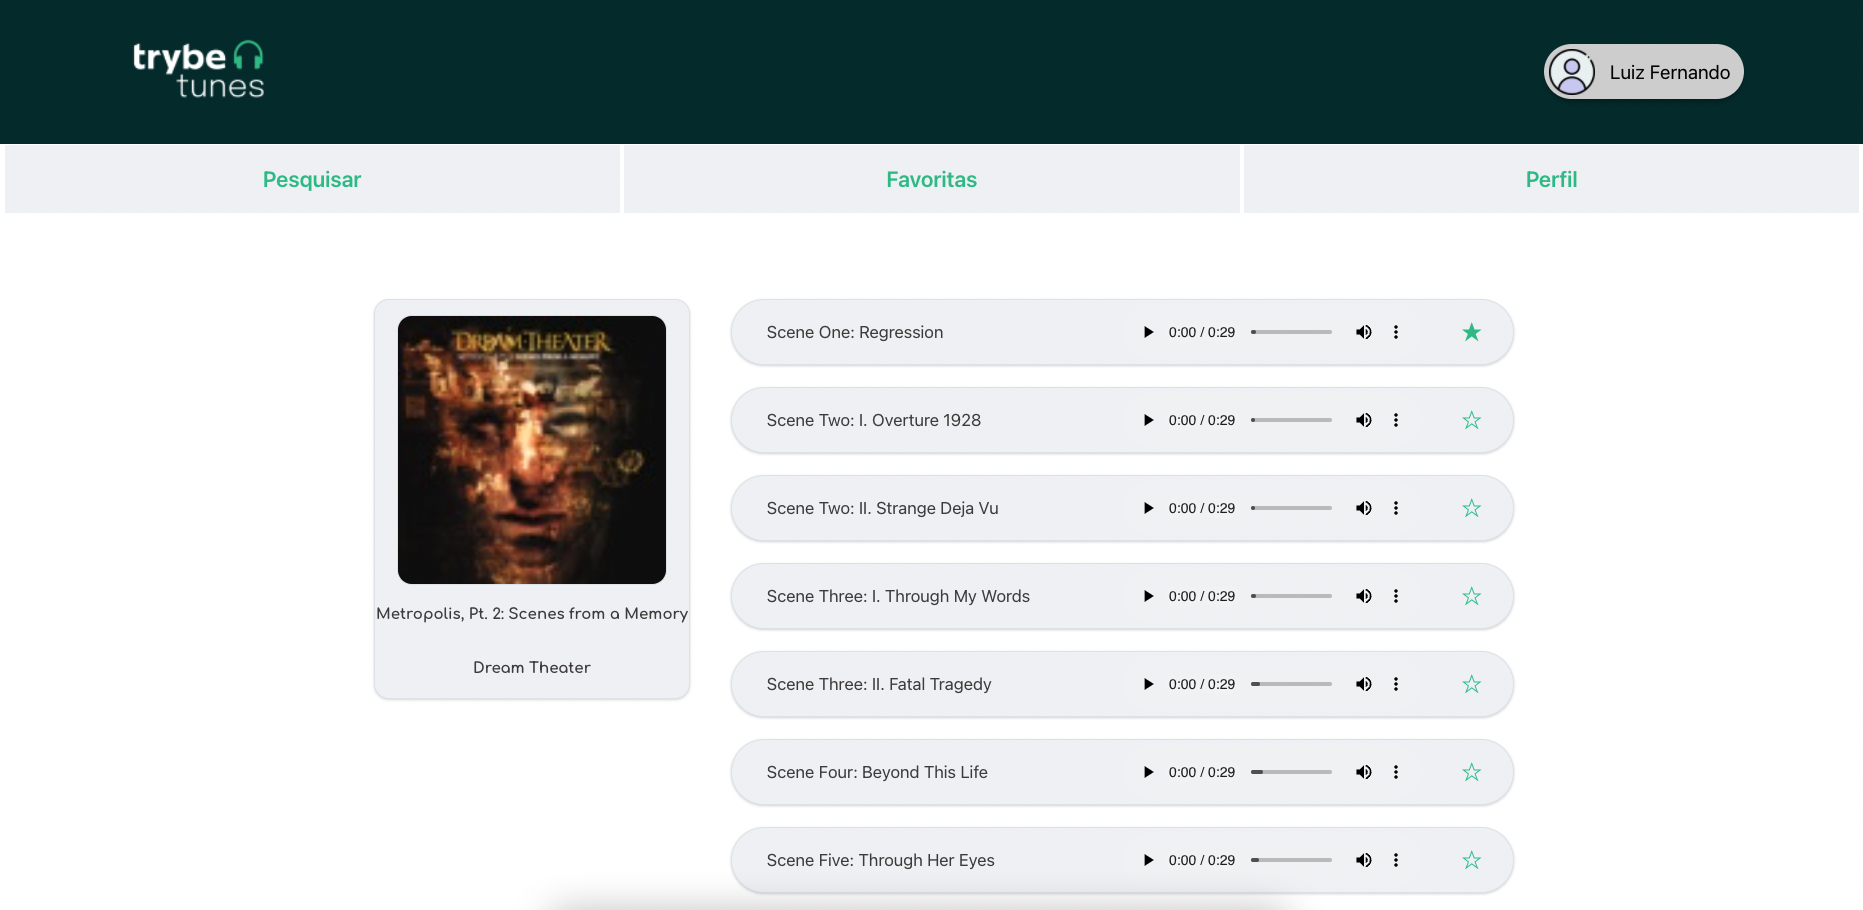 trybe
tunes
Luiz Fernando
Pesquisar
Favoritas
Perfil
DREAM THEATER
Metropolis, Pt. 2: Scenes from a Memory
Dream Theater
Scene One: Regression
0:00 / 0:29
Scene Two: I. Overture 1928
0:00 / 0:29
Scene Two: II. Strange Deja Vu
0:00 / 0:29
Scene Three: I. Through My Words
0:00 / 0:29
Scene Three: II. Fatal Tragedy
0:00 / 0:29
Scene Four: Beyond This Life
0:00 / 0:29
Scene Five: Through Her Eyes
0:00 / 0:29